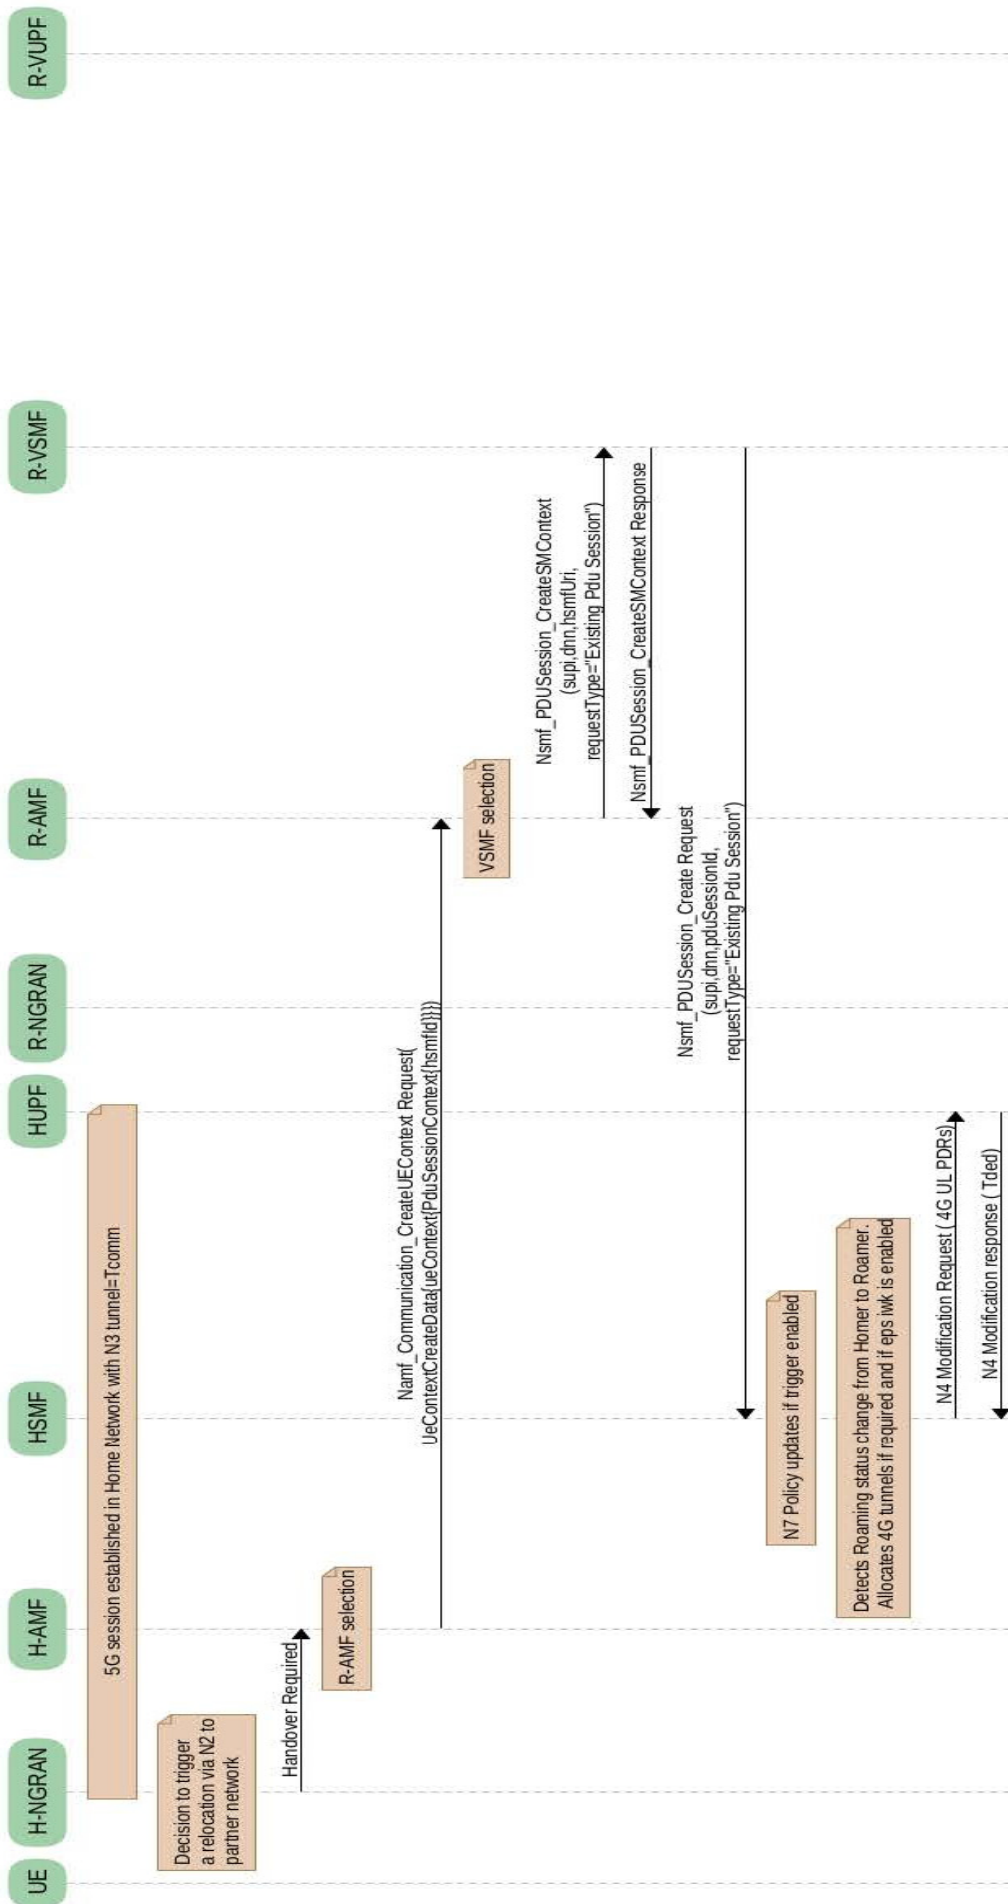 UE
H-NGRAN
H-AMF
HSMF
HUPF
R-NGRAN
R-AMF
R-VSMF
R-VUPF
5G session established in Home Network with N3 tunnel=Tcomm
Decision to trigger
a relocation via N2 to
partner network
Handover Required
R-AMF selection
Namf_Communication_CreateUEContext Request(
UeContextCreateData{ueContext{PduSessionContext{hsmfId}}})
VSMF selection
Nsmf_PDUSession_CreateSMContext
(supi,dnn,hsmfUri,
requestType="Existing Pdu Session")
Nsmf_PDUSession_CreateSMContext Response
Nsmf_PDUSession_Create Request
(supi,dnn,pduSessionId,
requestType="Existing Pdu Session")
N7 Policy updates if trigger enabled
Detects Roaming status change from Homer to Roamer.
Allocates 4G tunnels if required and if eps iwk is enabled
N4 Modification Request ( 4G UL PDRs)
N4 Modification response ( Tded)